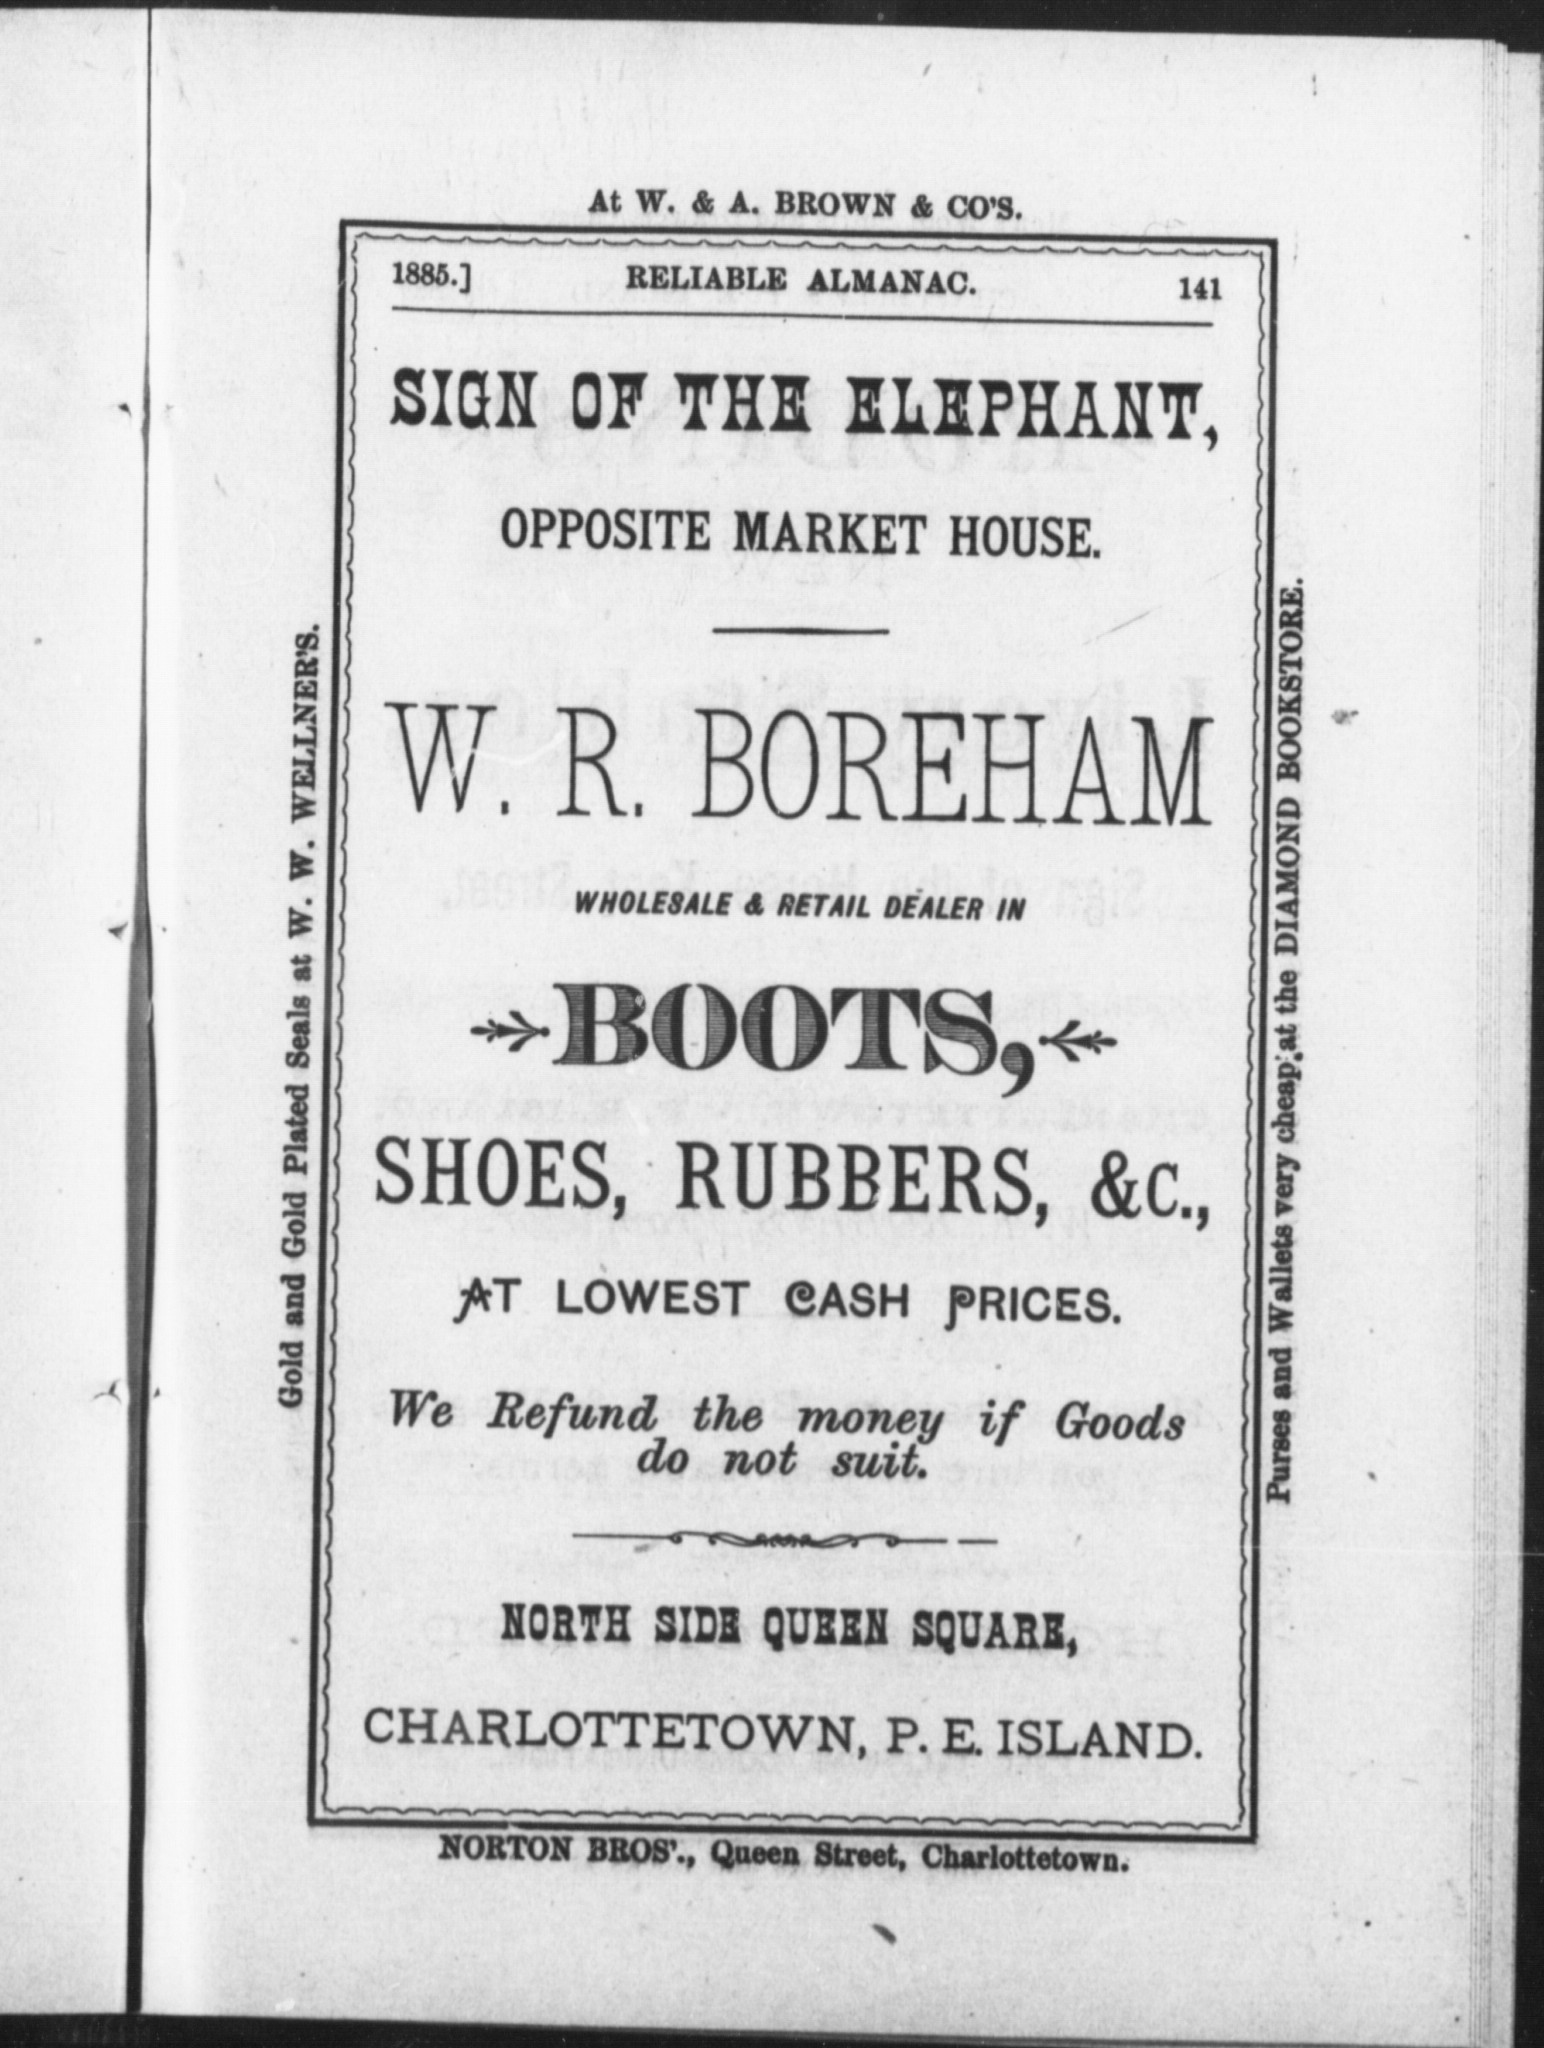 At W. & A. BROWN & CO'S.
1885.] RELIABLE ALMANAC. 141
SIGN OF THE ELEPHANT,
OPPOSITE MARKET HOUSE.
W. R. BOREHAM
WHOLESALE & RETAIL DEALER IN
BOOTS,
SHOES, RUBBERS, &C.,
AT LOWEST CASH PRICES.
We Refund the money if Goods
do not suit.
NORTH SIDE QUEEN SQUARE,
CHARLOTTETOWN, P. E. ISLAND.
NORTON BROS'., Queen Street, Charlottetown.
Gold and Gold Plated Seals at W. W. WELLNER'S.
Purses and Wallets very cheap at the DIAMOND BOOKSTORE.